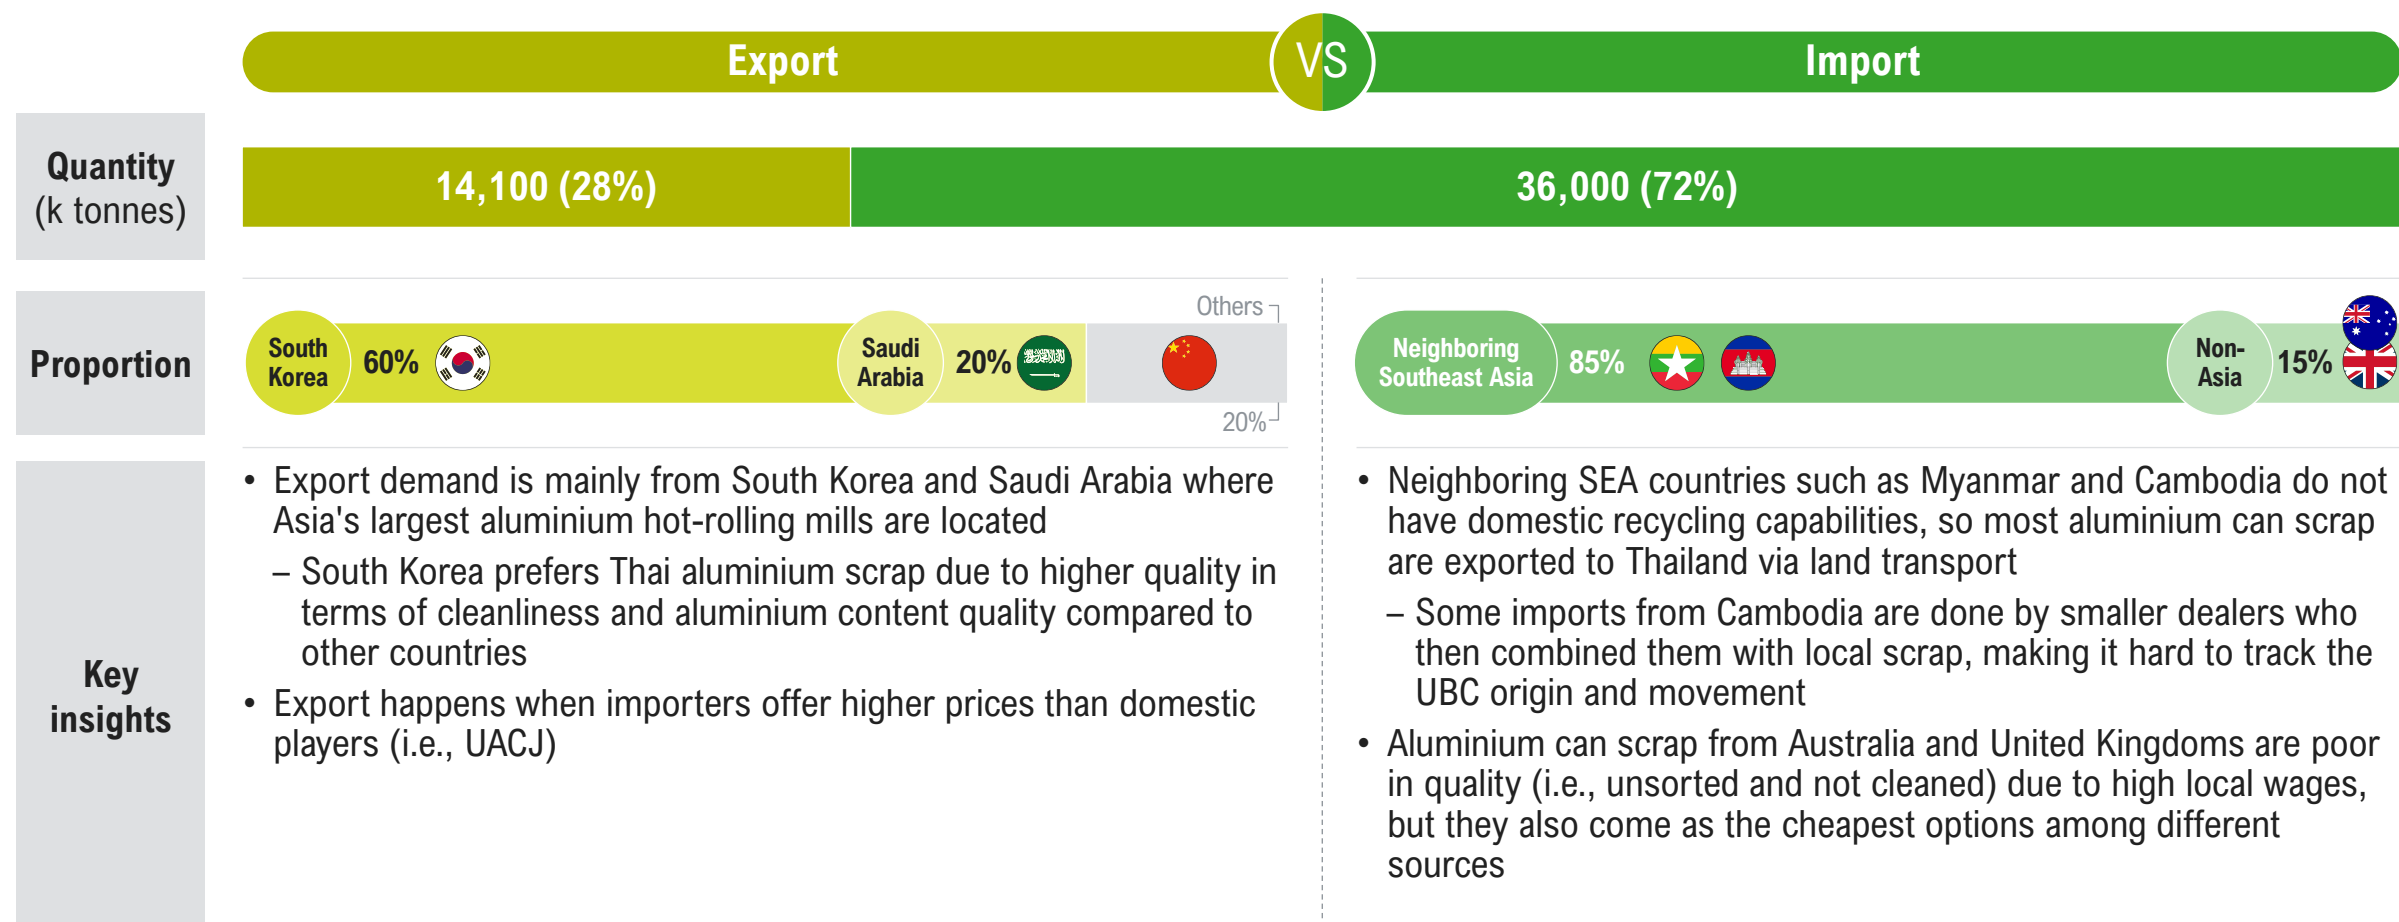 Export
VS
Import
Quantity
(k tonnes)
14,100 (28%)
36,000 (72%)
Proportion
South
Korea
60%
Saudi
Arabia
20%
Others
20%
Neighboring
Southeast Asia
85%
Non-
Asia
15%
Key
insights
• Export demand is mainly from South Korea and Saudi Arabia where
Asia's largest aluminium hot-rolling mills are located
– South Korea prefers Thai aluminium scrap due to higher quality in
terms of cleanliness and aluminium content quality compared to
other countries
• Export happens when importers offer higher prices than domestic
players (i.e., UACJ)
• Neighboring SEA countries such as Myanmar and Cambodia do not
have domestic recycling capabilities, so most aluminium can scrap
are exported to Thailand via land transport
– Some imports from Cambodia are done by smaller dealers who
then combined them with local scrap, making it hard to track the
UBC origin and movement
• Aluminium can scrap from Australia and United Kingdoms are poor
in quality (i.e., unsorted and not cleaned) due to high local wages,
but they also come as the cheapest options among different
sources